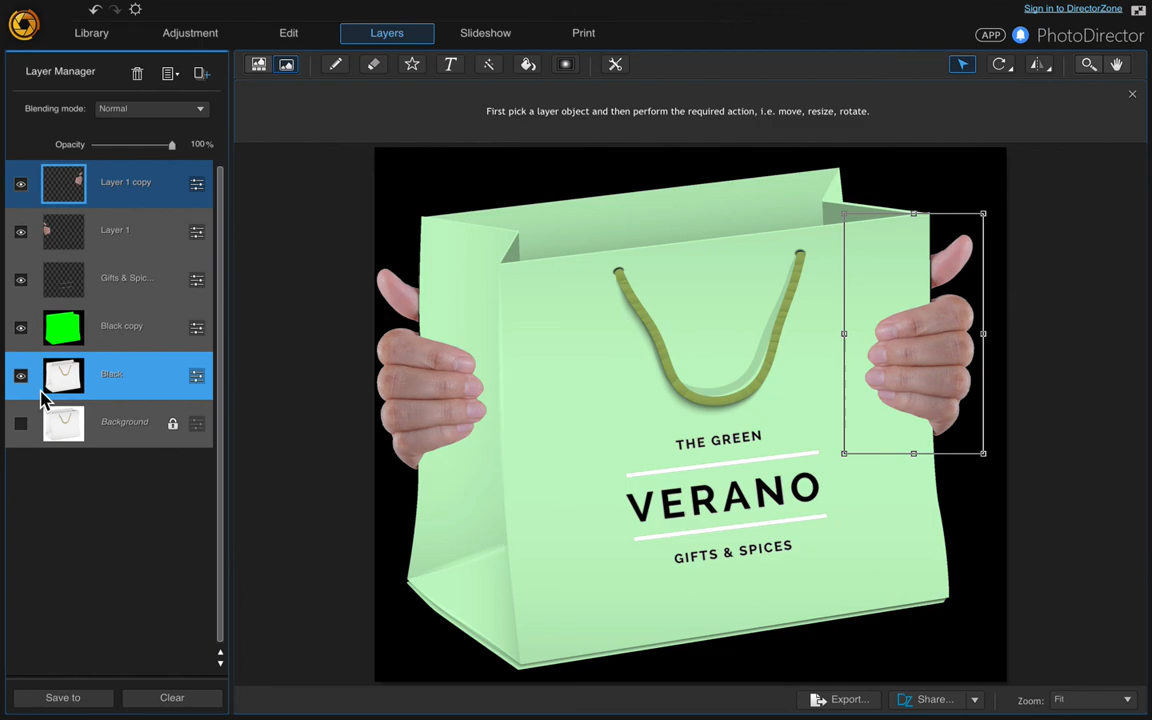 Sign in to DirectorZone
Library
Adjustment
Edit
Layers
Slideshow
Print
APP
PhotoDirector
Layer Manager
Blending mode:
Normal
Opacity
100%
First pick a layer object and then perform the required action, i.e. move, resize, rotate.
Layer 1 copy
Layer 1
Gifts & Spic...
Black copy
Black
Background
THE GREEN
VERANO
GIFTS & SPICES
Save to
Clear
Export...
Share...
Zoom:
Fit